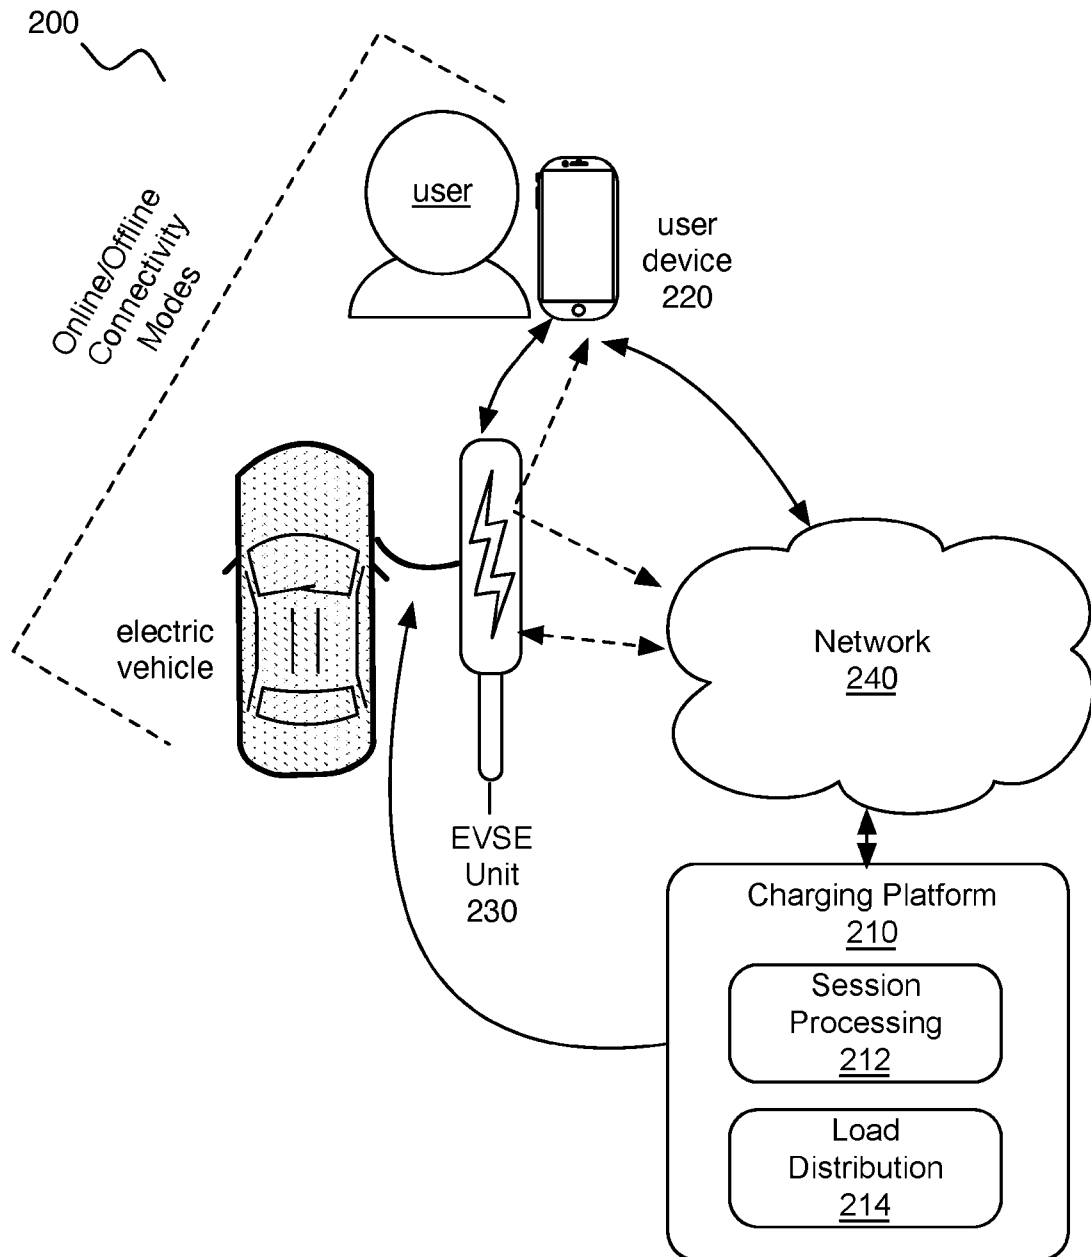 200
Online/Offline
Connectivity
Modes
user
user
device
220
electric
vehicle
EVSE
Unit
230
Network
240
Charging Platform
210
Session
Processing
212
Load
Distribution
214